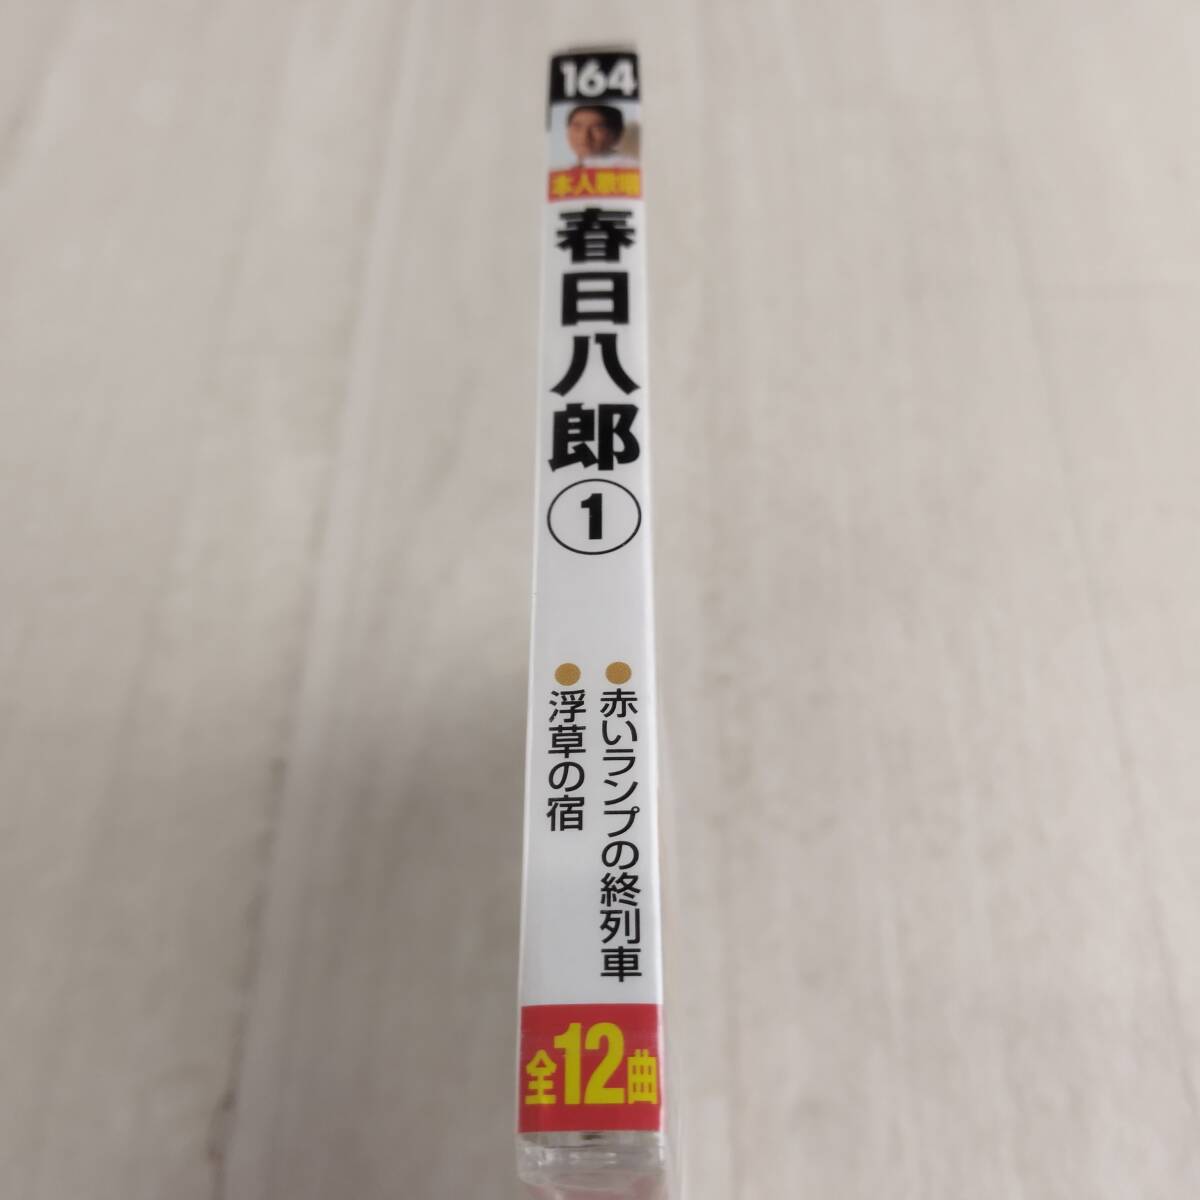 164
本人歌唱
春日八郎①
●赤いランプの終列車
●浮草の宿
全12曲